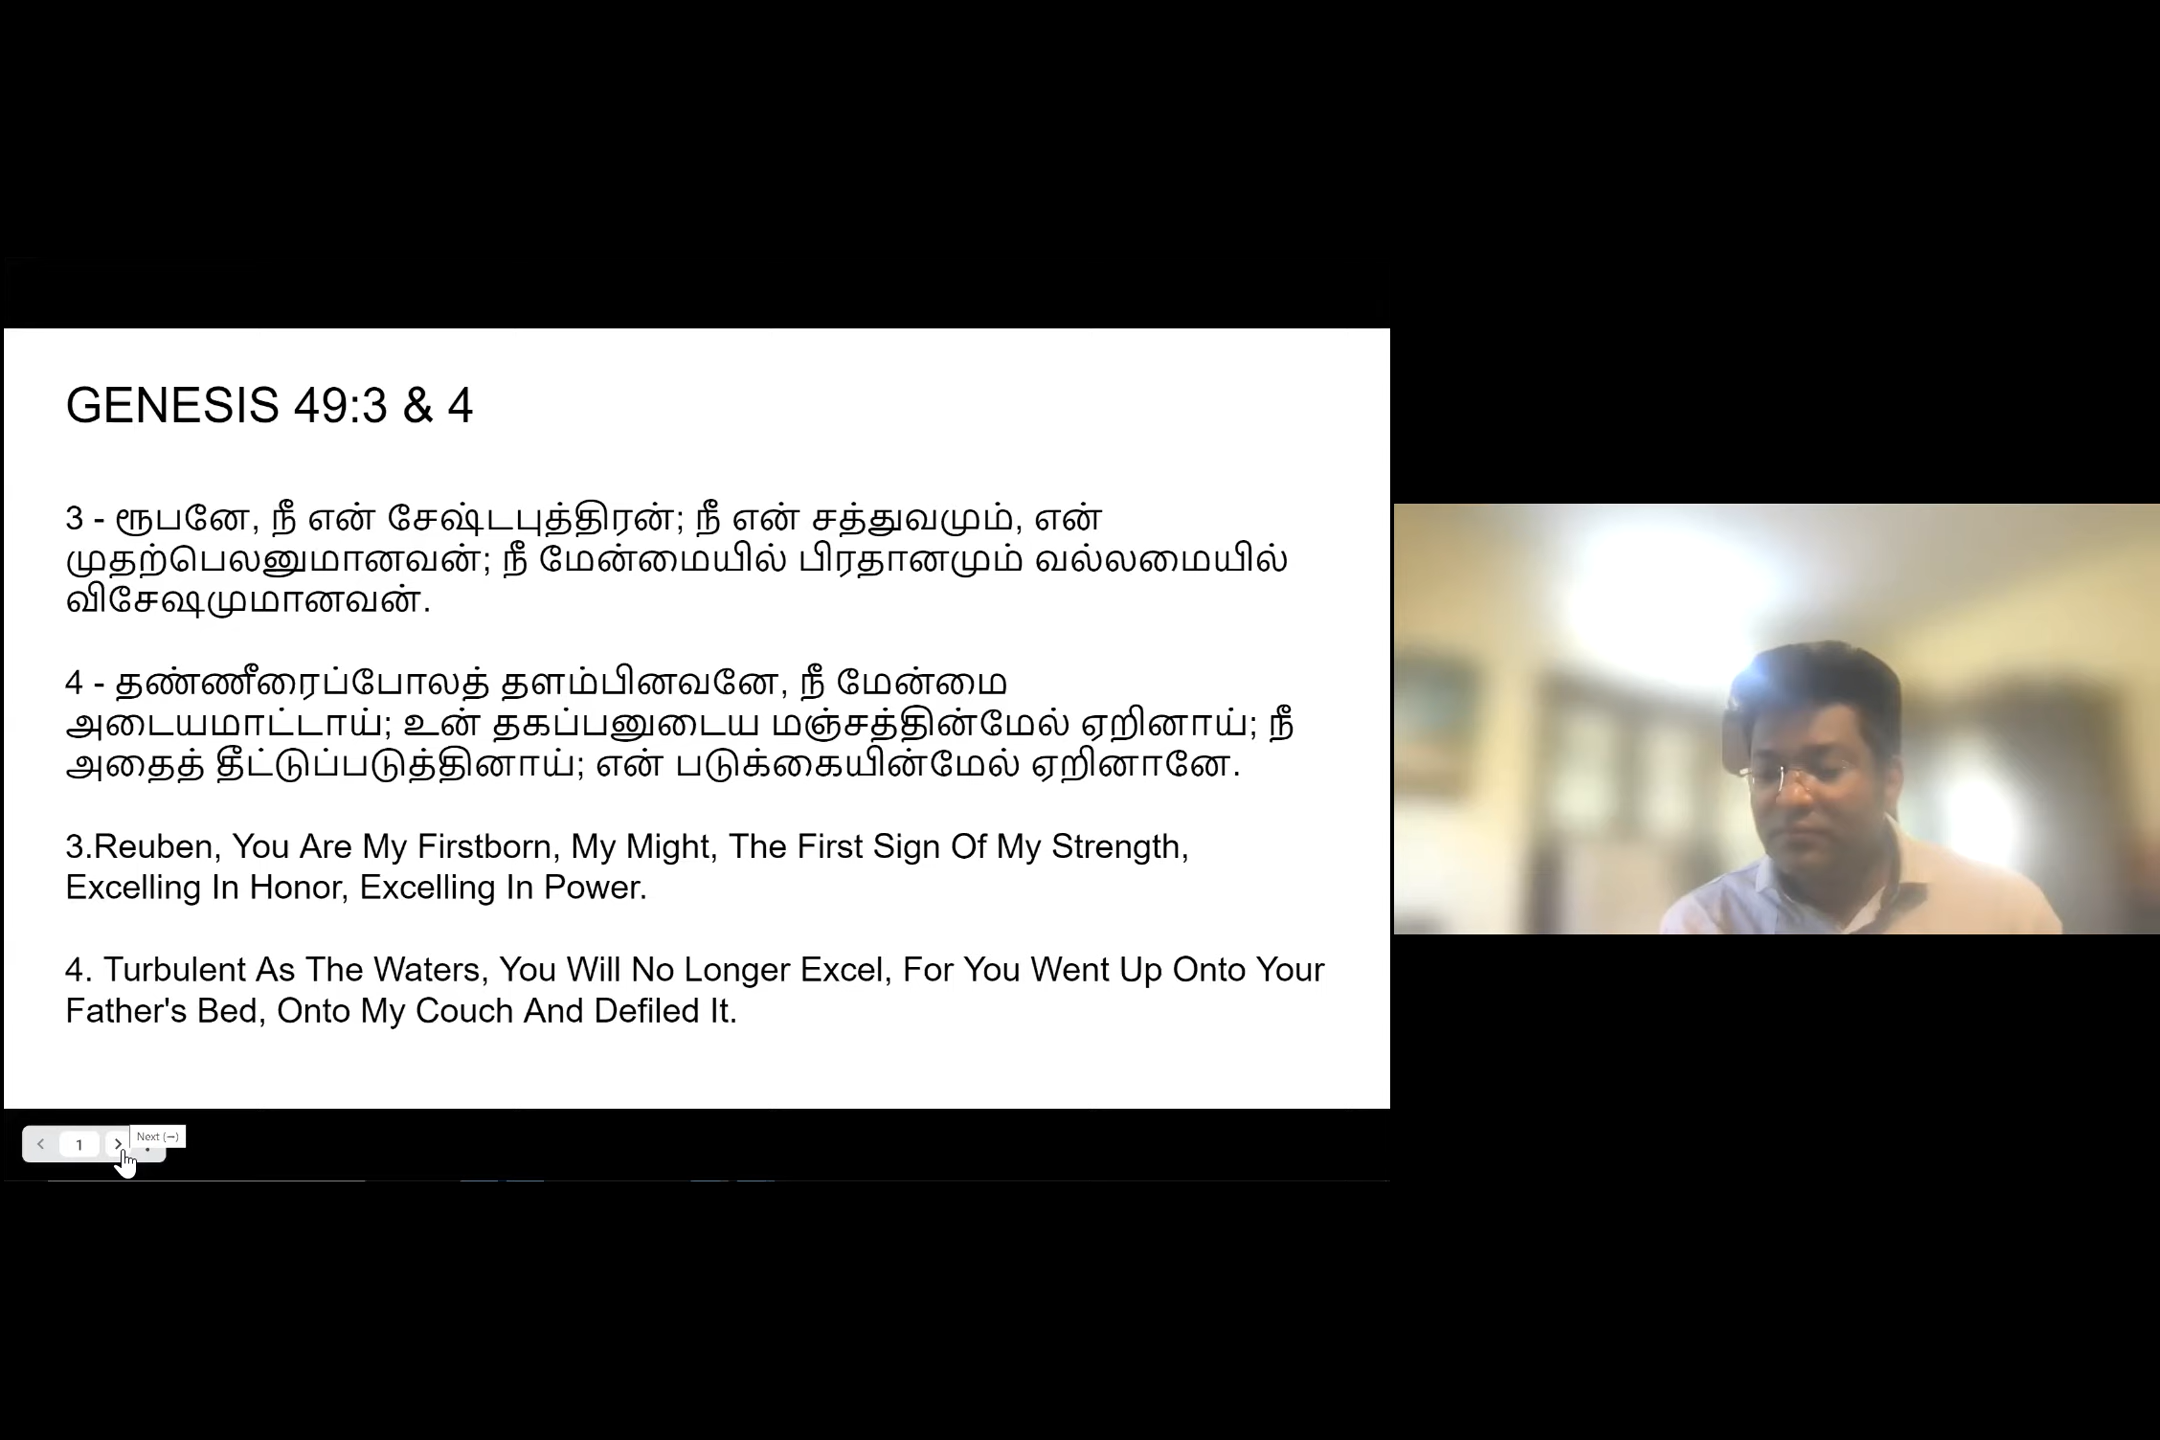 GENESIS 49:3 & 4
3 - ரூபனே, நீ என் சேஷ்டபுத்திரன்; நீ என் சத்துவமும், என்
முதற்பெலனுமானவன்; நீ மேன்மையில் பிரதானமும் வல்லமையில்
விசேஷமுமானவன்.
4 - தண்ணீரைப்போலத் தளம்பினவனே, நீ மேன்மை
அடையமாட்டாய்; உன் தகப்பனுடைய மஞ்சத்தின்மேல் ஏறினாய்; நீ
அதைத் தீட்டுப்படுத்தினாய்; என் படுக்கையின்மேல் ஏறினானே.
3.Reuben, You Are My Firstborn, My Might, The First Sign Of My Strength,
Excelling In Honor, Excelling In Power.
4. Turbulent As The Waters, You Will No Longer Excel, For You Went Up Onto Your
Father's Bed, Onto My Couch And Defiled It.
1
Next (→)